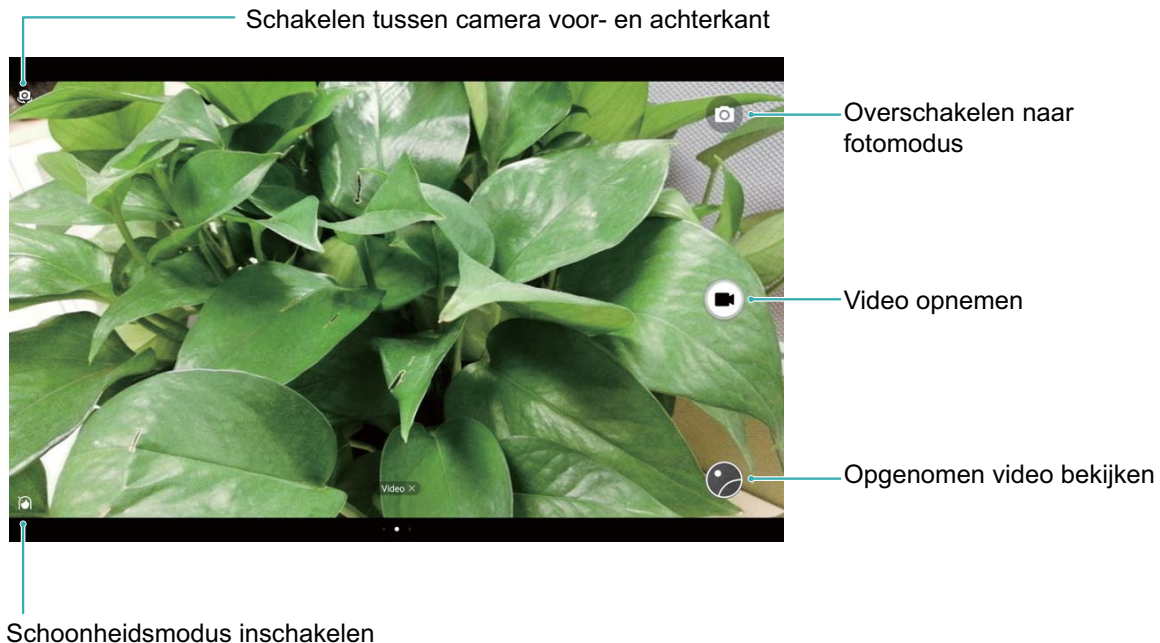 Schakelen tussen camera voor- en achterkant
Overschakelen naar
fotomodus
Video opnemen
Opgenomen video bekijken
Video ×
Schoonheidsmodus inschakelen